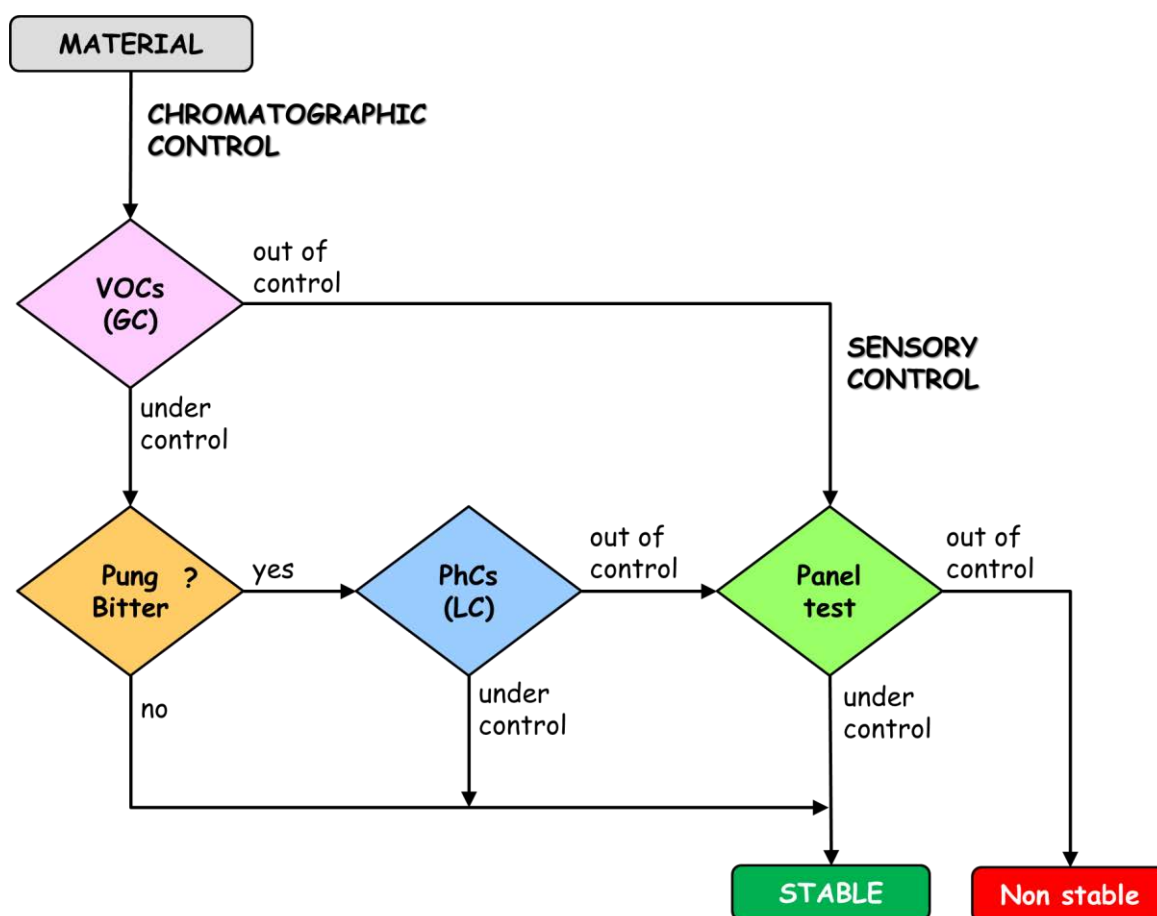 MATERIAL
CHROMATOGRAPHIC
CONTROL
VOCs
(GC)
out of
control
SENSORY
CONTROL
under
control
Pung ?
Bitter
yes
PhCs
(LC)
out of
control
Panel
test
out of
control
no
under
control
under
control
STABLE
Non stable